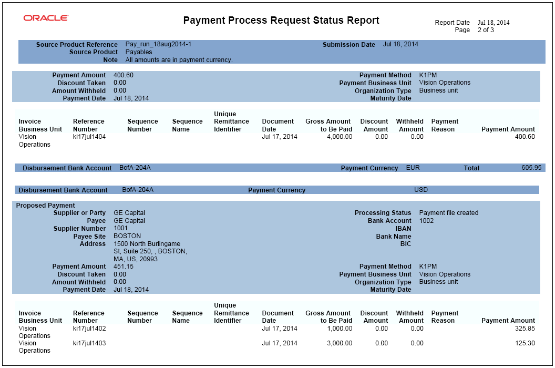 ORACLE
Payment Process Request Status Report
Report Date Jul 18, 2014
Page 2 of 3
Source Product Reference Pay_run_18aug2014-1 Submission Date Jul 18, 2014
Source Product Payables
Note All amounts are in payment currency
Payment Amount 400.60 Payment Method K1PM
Discount Taken 0.00 Payment Business Unit Vision Operations
Amount Withheld 0.00 Organization Type Business unit
Payment Date Jul 18, 2014 Maturity Date
Invoice Business Unit Reference Number Sequence Number Sequence Name Unique Remittance Identifier Document Date Gross Amount to Be Paid Discount Amount Withheld Amount Payment Reason Payment Amount
Vision Operations ki17jul1404 Jul 17, 2014 4,000.00 0.00 0.00 400.60
Disbursement Bank Account BofA-204A Payment Currency EUR Total
Disbursement Bank Account BofA-204A Payment Currency USD
Proposed Payment
Supplier or Party GE Capital Processing Status Payment file created
Payee GE Capital Bank Account 1002
Supplier Number 1001 IBAN
Payee Site BOSTON Bank Name
Address 1500 North Burlingame BIC
St, Suite 250, , BOSTON,
MA, US, 20993
Payment Amount 451.15 Payment Method K1PM
Discount Taken 0.00 Payment Business Unit Vision Operations
Amount Withheld 0.00 Organization Type Business unit
Payment Date Jul 18, 2014 Maturity Date
Invoice Business Unit Reference Number Sequence Number Sequence Name Unique Remittance Identifier Document Date Gross Amount to Be Paid Discount Amount Withheld Amount Payment Reason Payment Amount
Vision Operations ki17jul1402 Jul 17, 2014 1,000.00 0.00 0.00 325.85
Vision Operations ki17jul1403 Jul 17, 2014 3,000.00 0.00 0.00 125.30